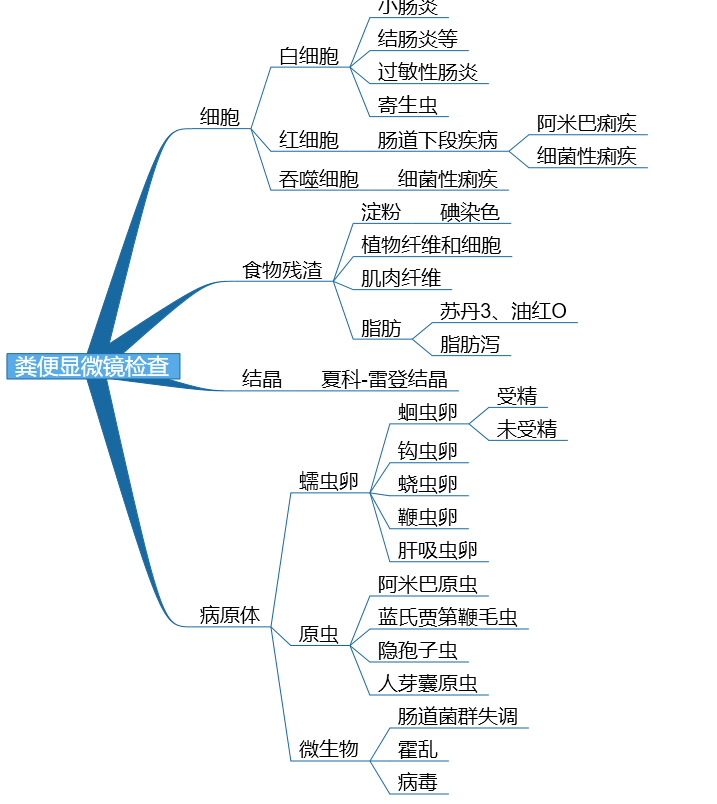 小肠炎
结肠炎等
白细胞
过敏性肠炎
寄生虫
细胞
红细胞
肠道下段疾病
阿米巴痢疾
细菌性痢疾
吞噬细胞
细菌性痢疾
淀粉
碘染色
植物纤维和细胞
食物残渣
肌肉纤维
脂肪
苏丹3、油红O
脂肪泻
粪便显微镜检查
结晶
夏科-雷登结晶
蛔虫卵
受精
未受精
钩虫卵
蠕虫卵
蛲虫卵
鞭虫卵
肝吸虫卵
病原体
阿米巴原虫
蓝氏贾第鞭毛虫
原虫
隐孢子虫
人芽囊原虫
肠道菌群失调
微生物
霍乱
病毒